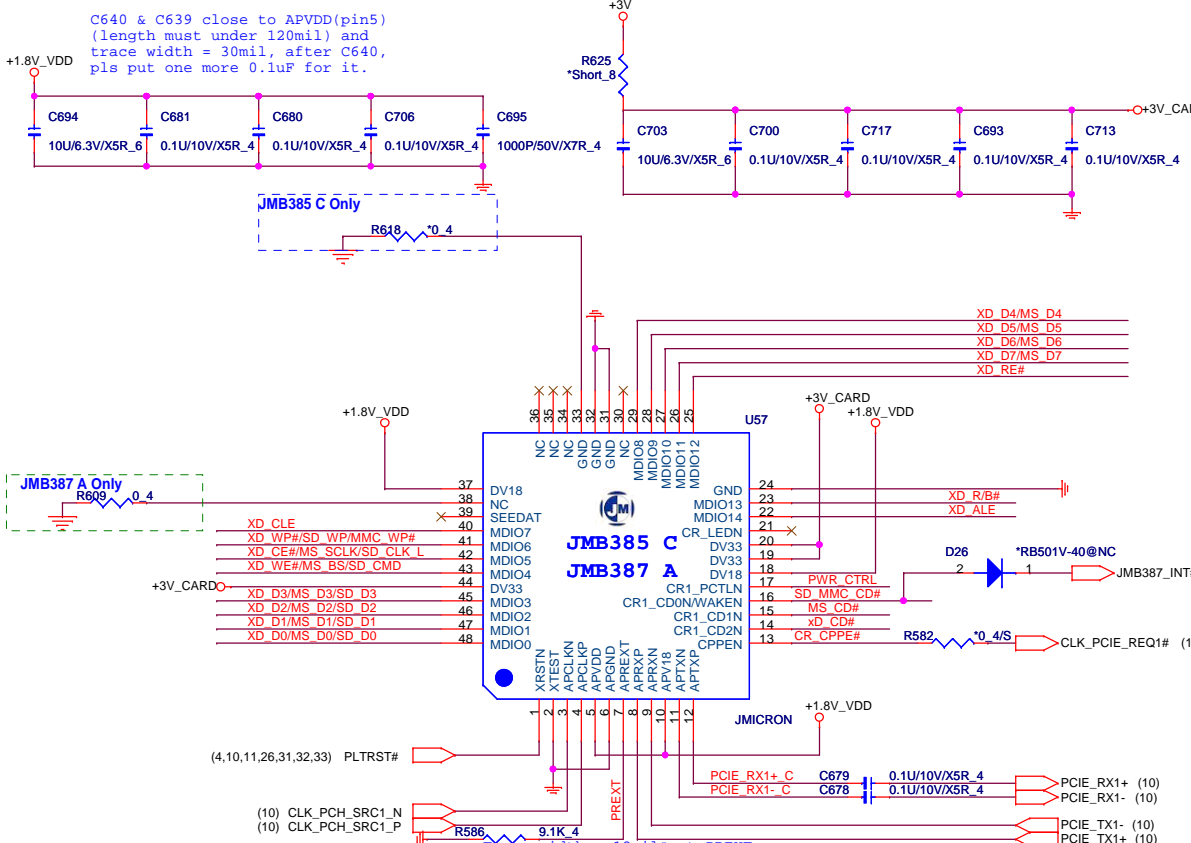 C640 & C639 close to APVDD(pin5)
(length must under 120mil) and
trace width = 30mil, after C640,
pls put one more 0.1uF for it.
+1.8V_VDD
C694
10U/6.3V/X5R_6
C681
0.1U/10V/X5R_4
C680
0.1U/10V/X5R_4
C706
0.1U/10V/X5R_4
C695
1000P/50V/X7R_4
+3V
R625
*Short_8
+3V_CAR
C703
10U/6.3V/X5R_6
C700
0.1U/10V/X5R_4
C717
0.1U/10V/X5R_4
C693
0.1U/10V/X5R_4
C713
0.1U/10V/X5R_4
JMB385 C Only
R618
*0_4
XD_D4/MS_D4
XD_D5/MS_D5
XD_D6/MS_D6
XD_D7/MS_D7
XD_RE#
+1.8V_VDD
+3V_CARD
+1.8V_VDD
U57
36 35 34 33 32 31 30 29 28 27 26 25
NC
NC
NC
GND
GND
GND
NC
MDIO8
MDIO9
MDIO10
MDIO11
MDIO12
JMB387 A Only
R609
0_4
37 DV18
38 NC
39 SEEDAT
XD_CLE 40 MDIO7
XD_WP#/SD_WP/MMC_WP# 41 MDIO6
XD_CE#/MS_SCLK/SD_CLK_L 42 MDIO5
XD_WE#/MS_BS/SD_CMD 43 MDIO4
+3V_CARD 44 DV33
XD_D3/MS_D3/SD_D3 45 MDIO3
XD_D2/MS_D2/SD_D2 46 MDIO2
XD_D1/MS_D1/SD_D1 47 MDIO1
XD_D0/MS_D0/SD_D0 48 MDIO0
JM
JMB385 C
JMB387 A
GND 24
MDIO13 23 XD_R/B#
MDIO14 22 XD_ALE
CR_LEDN 21
DV33 20
DV33 19
DV18 18
CR1_PCTLN 17 PWR_CTRL
CR1_CD0N/WAKEN 16 SD_MMC_CD#
CR1_CD1N 15 MS_CD#
CR1_CD2N 14 xD_CD#
CPPEN 13 CR_CPPE#
D26
*RB501V-40@NC
2
1
JMB387_INT#
R582
*0_4/S
CLK_PCIE_REQ1# (1
XRSTN
XTEST
APCLKN
APCLKP
APVDD
APGND
APREXT
APRXP
APRXN
APV18
APTXN
APTXP
1 2 3 4 5 6 7 8 9 10 11 12
JMICRON
+1.8V_VDD
(4,10,11,26,31,32,33) PLTRST#
PREXT
PCIE_RX1+_C C679 0.1U/10V/X5R_4 PCIE_RX1+ (10)
PCIE_RX1-_C C678 0.1U/10V/X5R_4 PCIE_RX1- (10)
(10) CLK_PCH_SRC1_N
(10) CLK_PCH_SRC1_P
PCIE_TX1- (10)
PCIE_TX1+ (10)
R586
9.1K_4